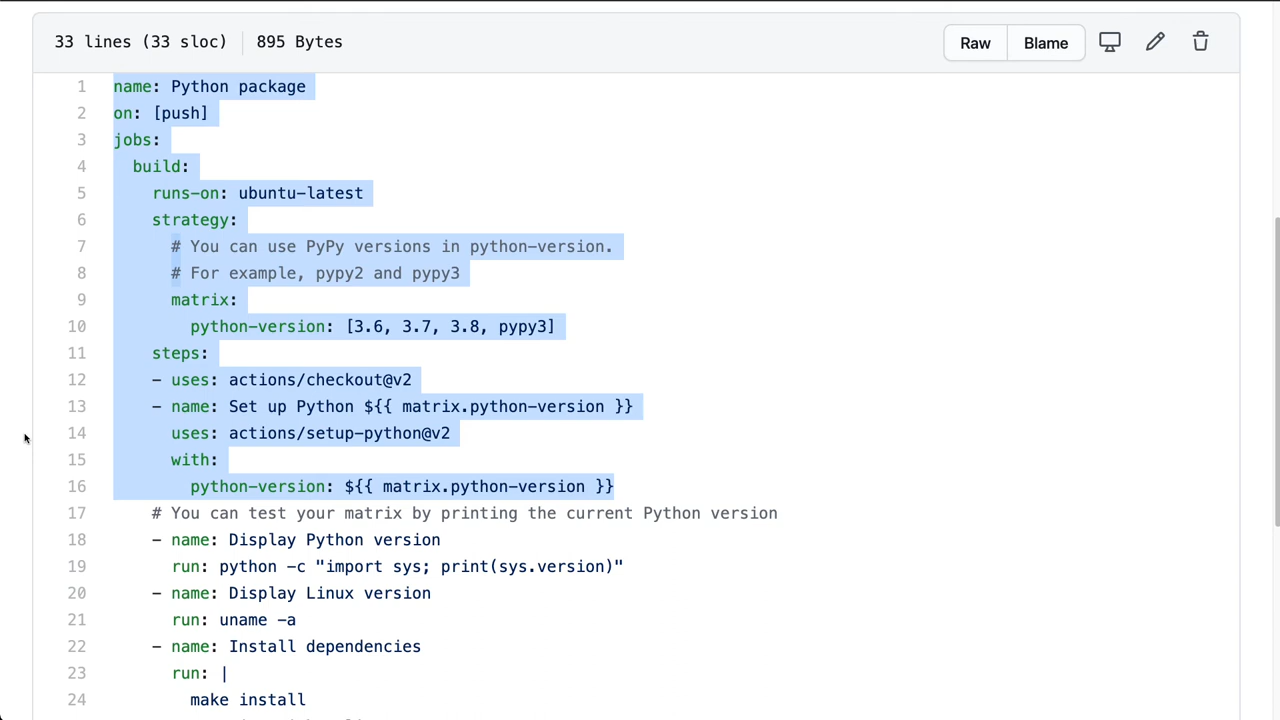 33 lines (33 sloc) 895 Bytes Raw Blame
1 name: Python package
2 on: [push]
3 jobs:
4   build:
5     runs-on: ubuntu-latest
6     strategy:
7       # You can use PyPy versions in python-version.
8       # For example, pypy2 and pypy3
9       matrix:
10         python-version: [3.6, 3.7, 3.8, pypy3]
11     steps:
12     - uses: actions/checkout@v2
13     - name: Set up Python ${{ matrix.python-version }}
14       uses: actions/setup-python@v2
15       with:
16         python-version: ${{ matrix.python-version }}
17     # You can test your matrix by printing the current Python version
18     - name: Display Python version
19       run: python -c "import sys; print(sys.version)"
20     - name: Display Linux version
21       run: uname -a
22     - name: Install dependencies
23       run: |
24         make install